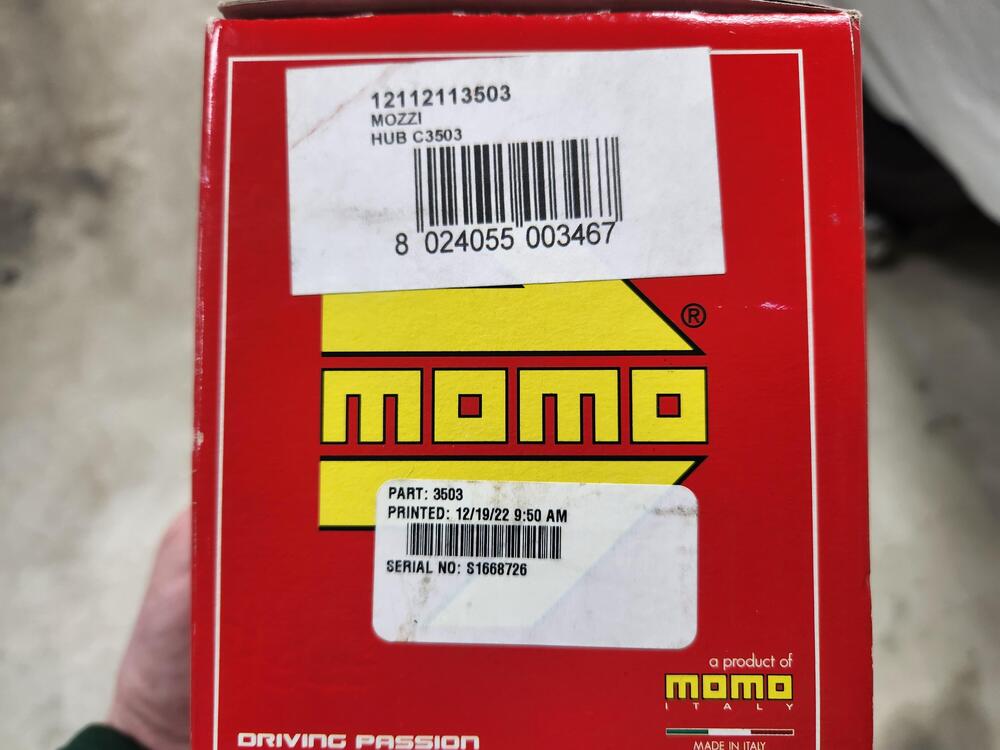 12112113503
MOZZI
HUB C3503
8 024055 003467
®
momo
PART: 3503
PRINTED: 12/19/22 9:50 AM
SERIAL NO: S1668726
a product of
momo
ITALY
DRIVING PASSION
MADE IN ITALY